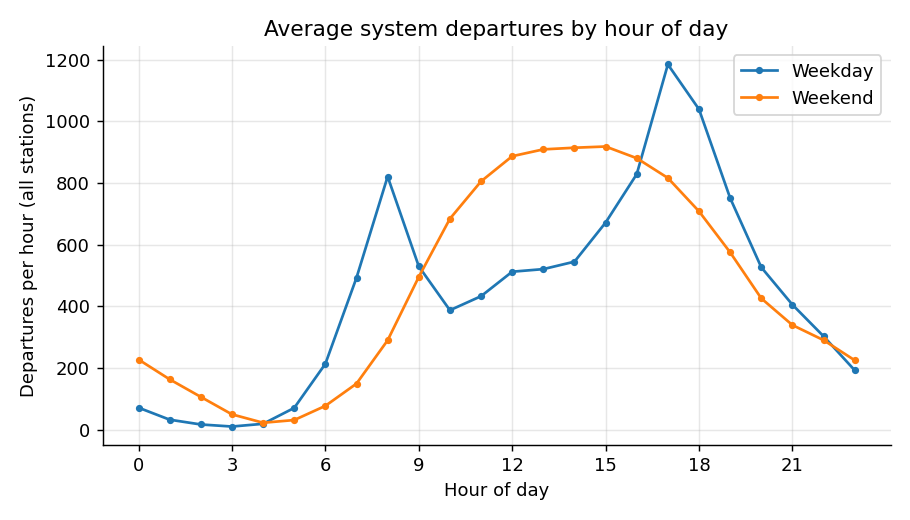 Average system departures by hour of day
Departures per hour (all stations)
1200
1000
800
600
400
200
0
Weekday
Weekend
0 3 6 9 12 15 18 21
Hour of day